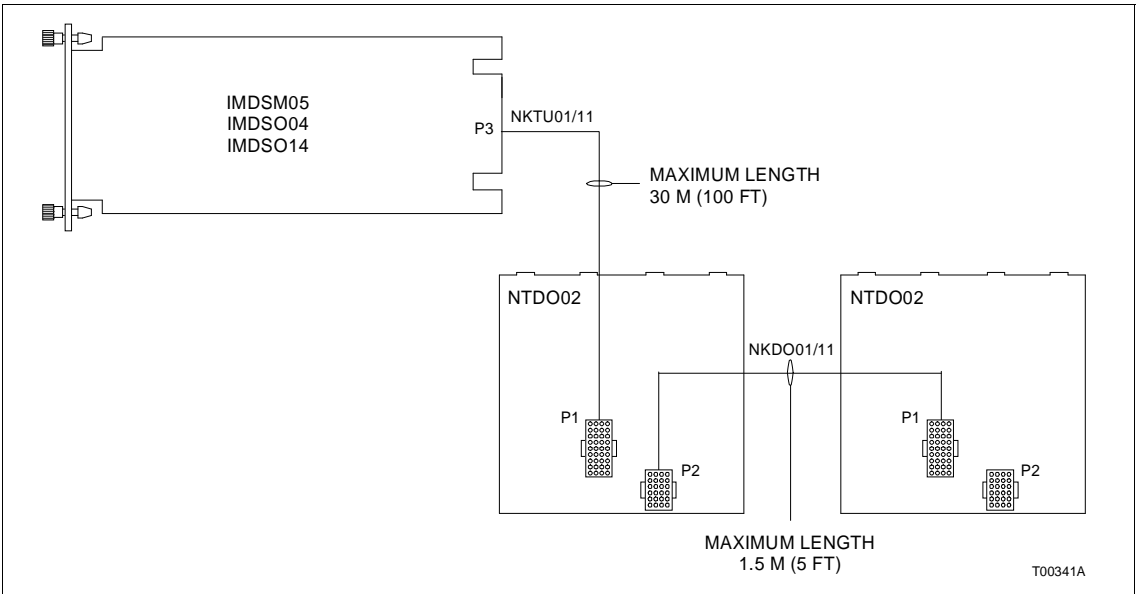 IMDSM05
IMDSO04
IMDSO14
P3
NKTU01/11
MAXIMUM LENGTH
30 M (100 FT)
NTDO02
NTDO02
NKDO01/11
P1
P2
P1
P2
MAXIMUM LENGTH
1.5 M (5 FT)
T00341A